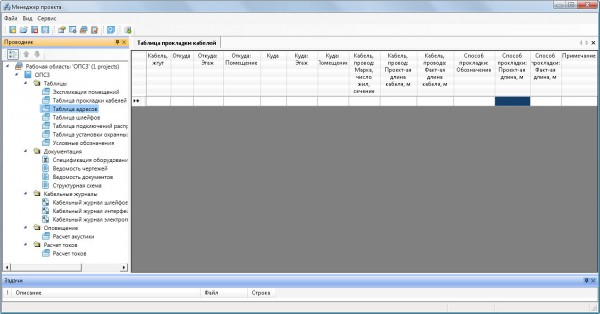 Менеджер проекта
Файл Вид Сервис
Проводник
Рабочая область: 'ОПС3' (1 projects)
ОПС3
Таблицы
Экспликация помещений
Таблица прокладки кабелей
Таблица адресов
Таблица шлейфов
Таблица подключений расп
Таблица установки охранны
Условные обозначения
Документация
Спецификация оборудовани
Ведомость чертежей
Ведомость документов
Структурная схема
Кабельные журналы
Кабельный журнал шлейфов
Кабельный журнал интерфе
Кабельный журнал электроп
Оповещение
Расчет акустики
Расчет токов
Расчет токов
Таблица прокладки кабелей
Кабель, жгут
Откуда
Откуда: Этаж
Откуда: Помещение
Куда
Куда: Этаж
Куда: Помещение
Кабель, провод: Марка, число жил, сечение
Кабель, провод: Проект-ая длина кабеля, м
Кабель, провода: Факт-ая длина кабеля, м
Способ прокладки: Обозначение
Способ прокладки: Проект-ая длина, м
Способ прокладки: Факт-ая длина, м
Примечание
Задачи
! Описание Файл Строка